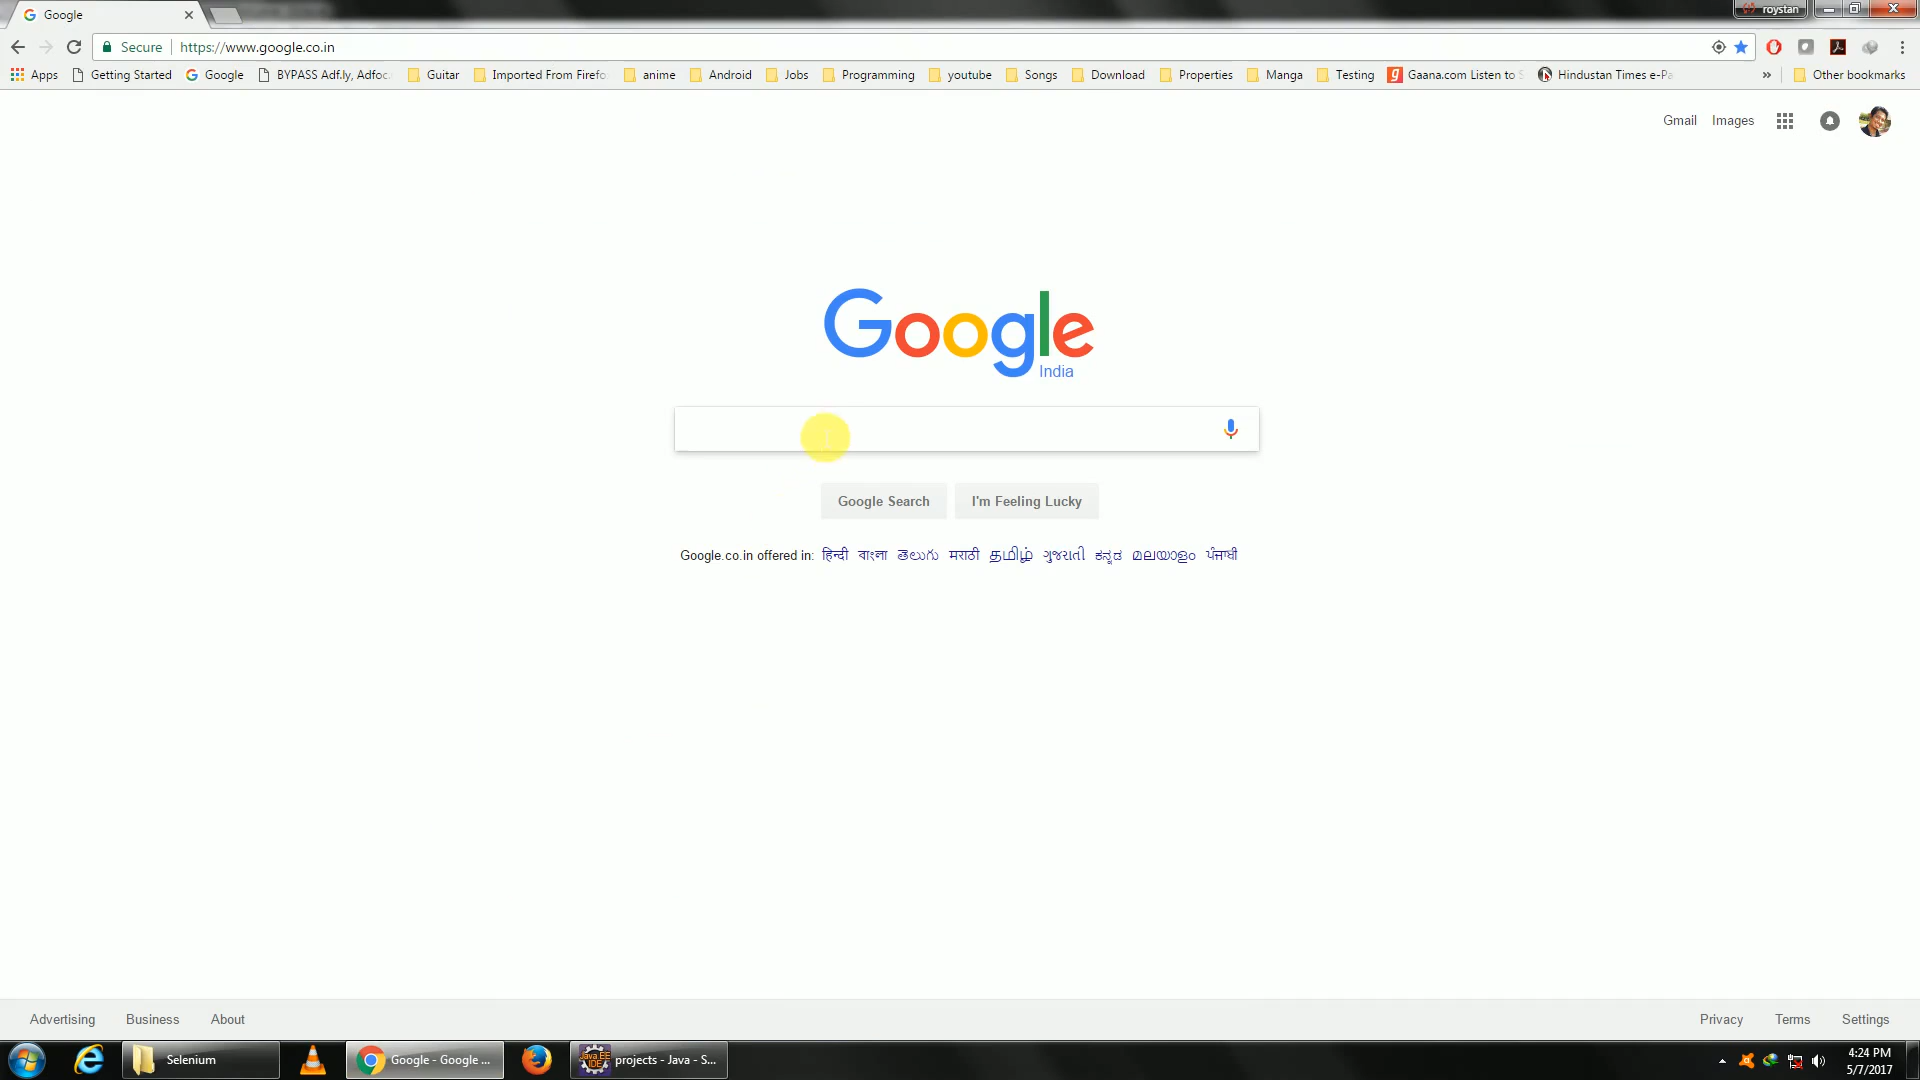 Google
roystan
Secure https://www.google.co.in
Apps Getting Started Google BYPASS Adf.ly, Adfoc. Guitar Imported From Firefo anime Android Jobs Programming youtube Songs Download Properties Manga Testing Gaana.com Listen to S Hindustan Times e-Pa » Other bookmarks
Gmail Images
Google
India
Google Search I'm Feeling Lucky
Google.co.in offered in: हिन्दी বাংলা తెలుగు मराठी தமிழ் ગુજરાતી ಕನ್ನಡ മലയാളം ਪੰਜਾਬੀ
Advertising Business About Privacy Terms Settings
Selenium Google - Google ... Java EE IDE projects - Java - S... 4:24 PM
5/7/2017